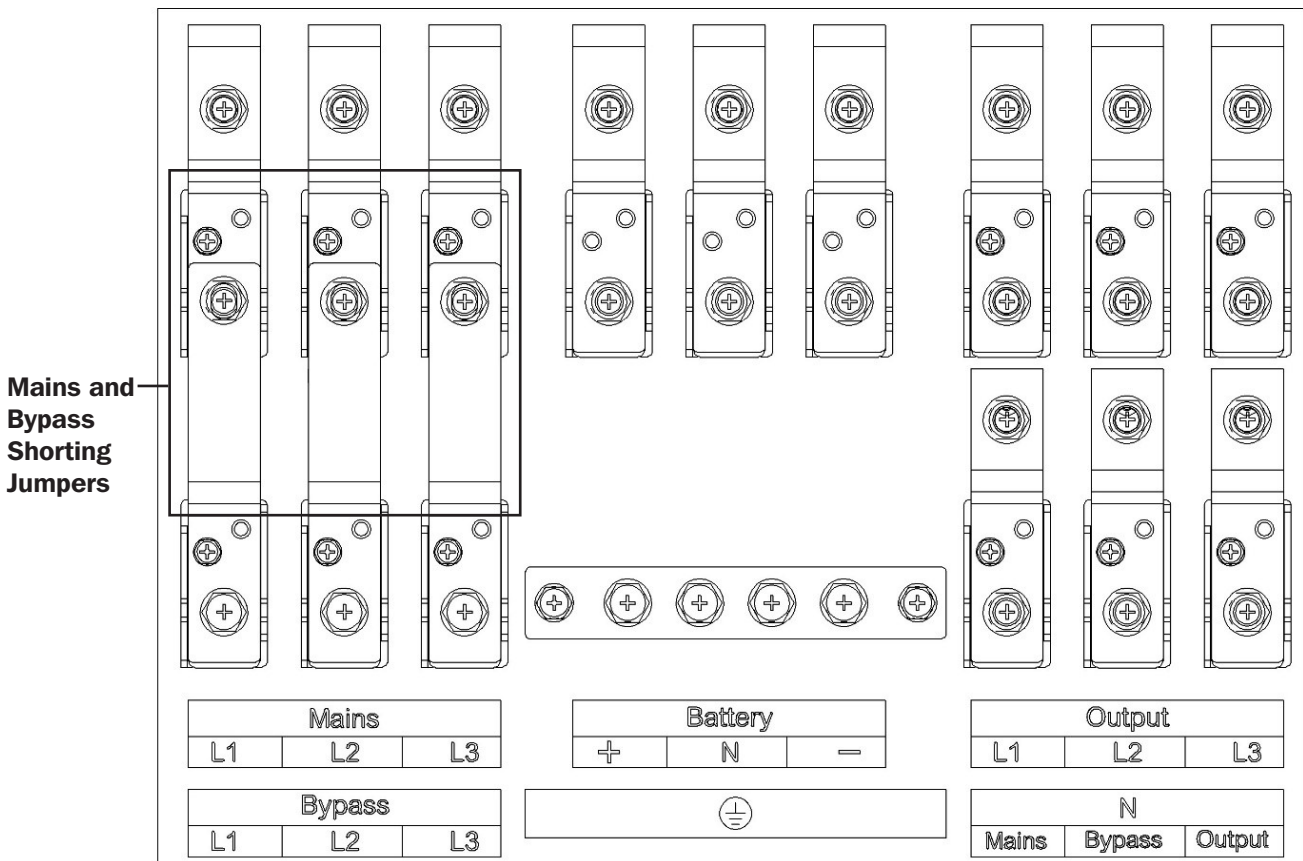 Mains and
Bypass
Shorting
Jumpers
Mains
L1 L2 L3
Bypass
L1 L2 L3
Battery
+ N −
Output
L1 L2 L3
N
Mains Bypass Output